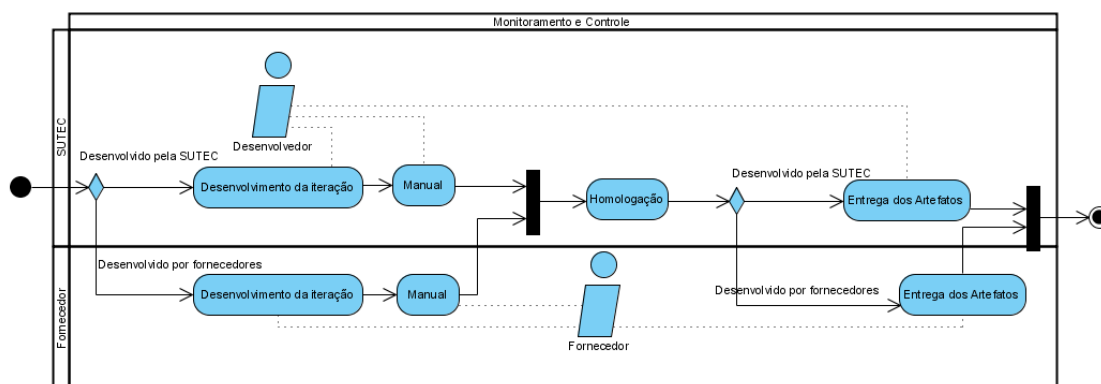 Monitoramento e Controle
SUTEC
Desenvolvedor
Desenvolvido pela SUTEC
Desenvolvimento da iteração
Manual
Homologação
Desenvolvido pela SUTEC
Entrega dos Artefatos
Fornecedor
Desenvolvido por fornecedores
Desenvolvimento da iteração
Manual
Fornecedor
Desenvolvido por fornecedores
Entrega dos Artefatos